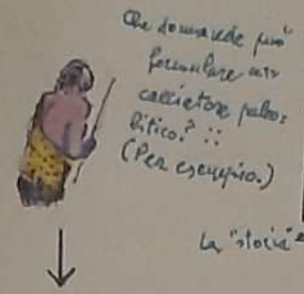 Che domande può
formulare un
cacciatore paleo=
litico? ::
(Per esempio.)
La "storia" è